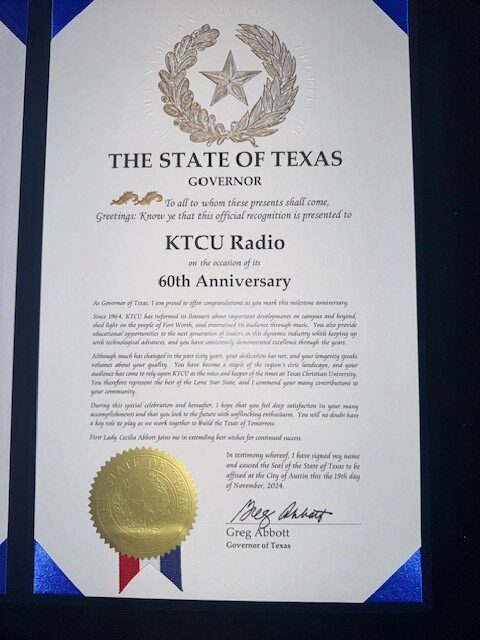 THE STATE OF TEXAS
GOVERNOR
To all to whom these presents shall come,
Greetings: Know ye that this official recognition is presented to
KTCU Radio
on the occasion of its
60th Anniversary
As Governor of Texas, I am proud to offer congratulations as you mark this milestone anniversary.
Since 1964, KTCU has informed its listeners about important developments on campus and beyond,
shed light on the people of Fort Worth, and entertained its audience through music. You also provide
educational opportunities to the next generation of leaders in this dynamic industry while keeping up
with technological advances, and you have consistently demonstrated excellence through the years.
Although much has changed in the past sixty years, your dedication has not, and your longevity speaks
volumes about your quality. You have become a staple of the region's civic landscape, and your
audience has come to rely upon KTCU as the voice and keeper of the times at Texas Christian University.
You therefore represent the best of the Lone Star State, and I commend your many contributions to
your community.
During this special celebration and hereafter, I hope that you feel deep satisfaction in your many
accomplishments and that you look to the future with unflinching enthusiasm. You will no doubt have
a key role to play as we work together to build the Texas of Tomorrow.
First Lady Cecilia Abbott joins me in extending best wishes for continued success.
In testimony whereof, I have signed my name
and caused the Seal of the State of Texas to be
affixed at the City of Austin this the 19th day
of November, 2024.
Greg Abbott
Greg Abbott
Governor of Texas